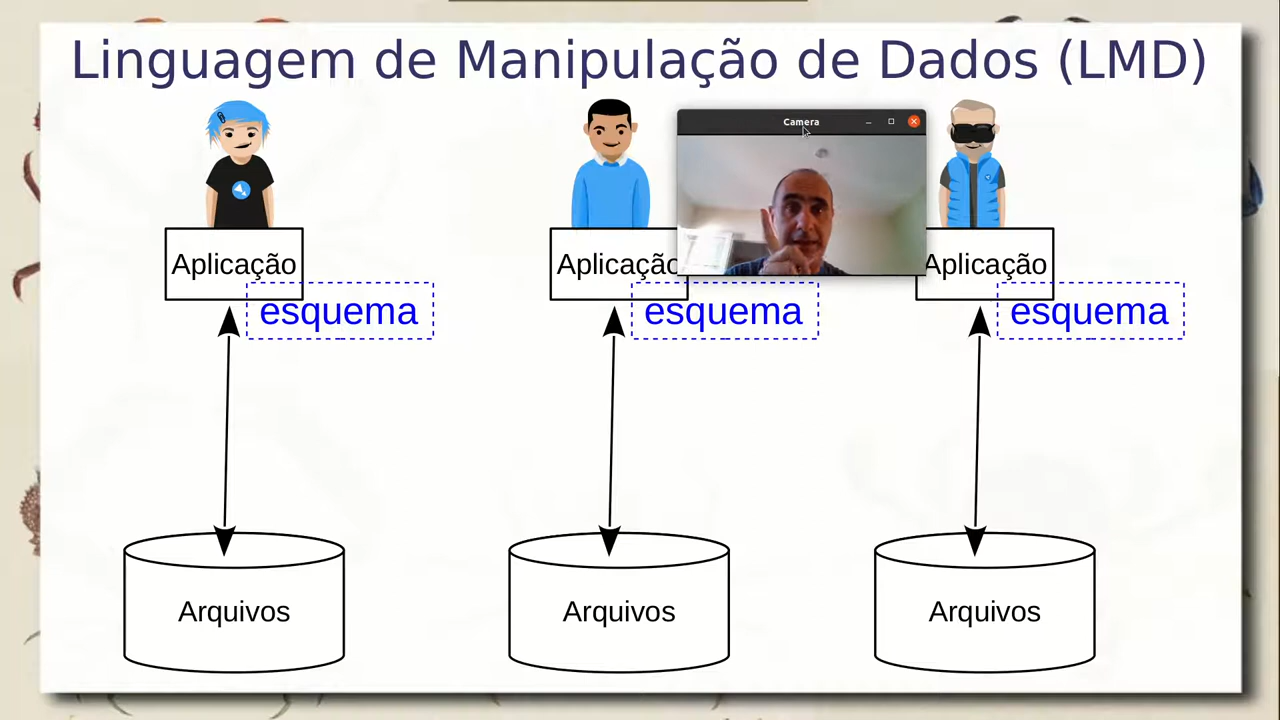 Linguagem de Manipulação de Dados (LMD)
Camera
Aplicação
Aplicação
Aplicação
esquema
esquema
esquema
Arquivos
Arquivos
Arquivos